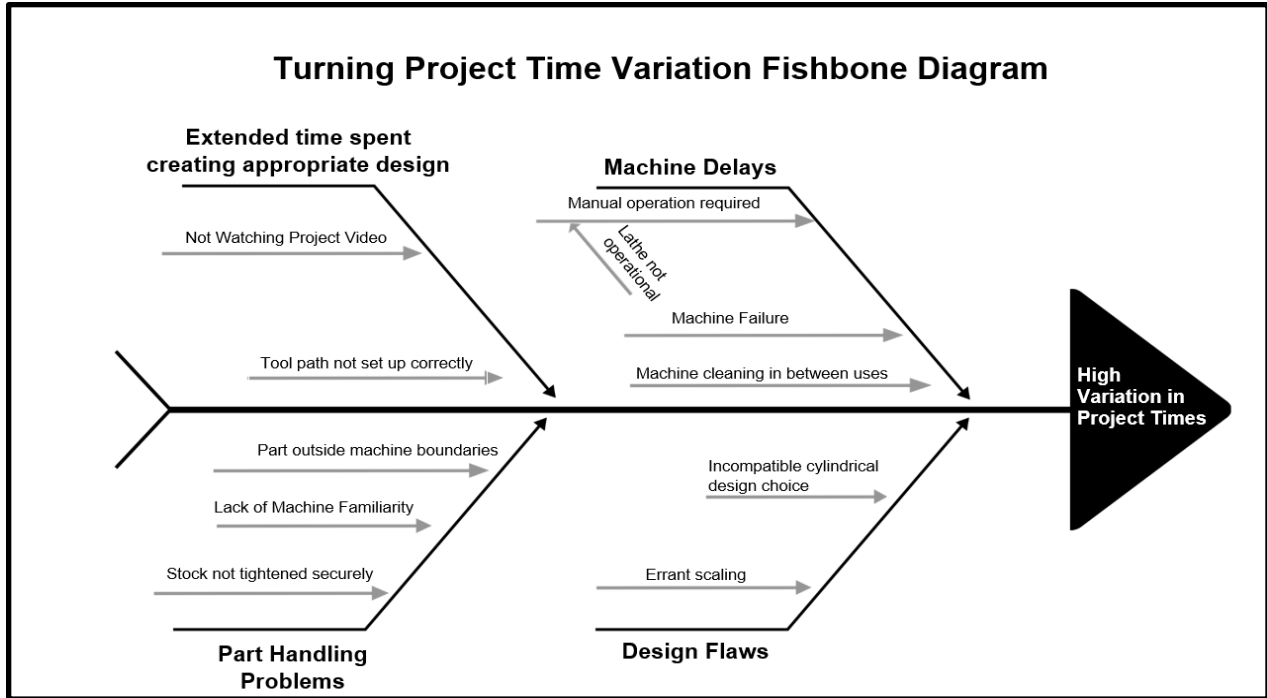 Turning Project Time Variation Fishbone Diagram
Extended time spent
creating appropriate design
Not Watching Project Video
Tool path not set up correctly
Machine Delays
Manual operation required
Lathe not
operational
Machine Failure
Machine cleaning in between uses
High
Variation in
Project Times
Part outside machine boundaries
Lack of Machine Familiarity
Stock not tightened securely
Part Handling
Problems
Incompatible cylindrical
design choice
Errant scaling
Design Flaws